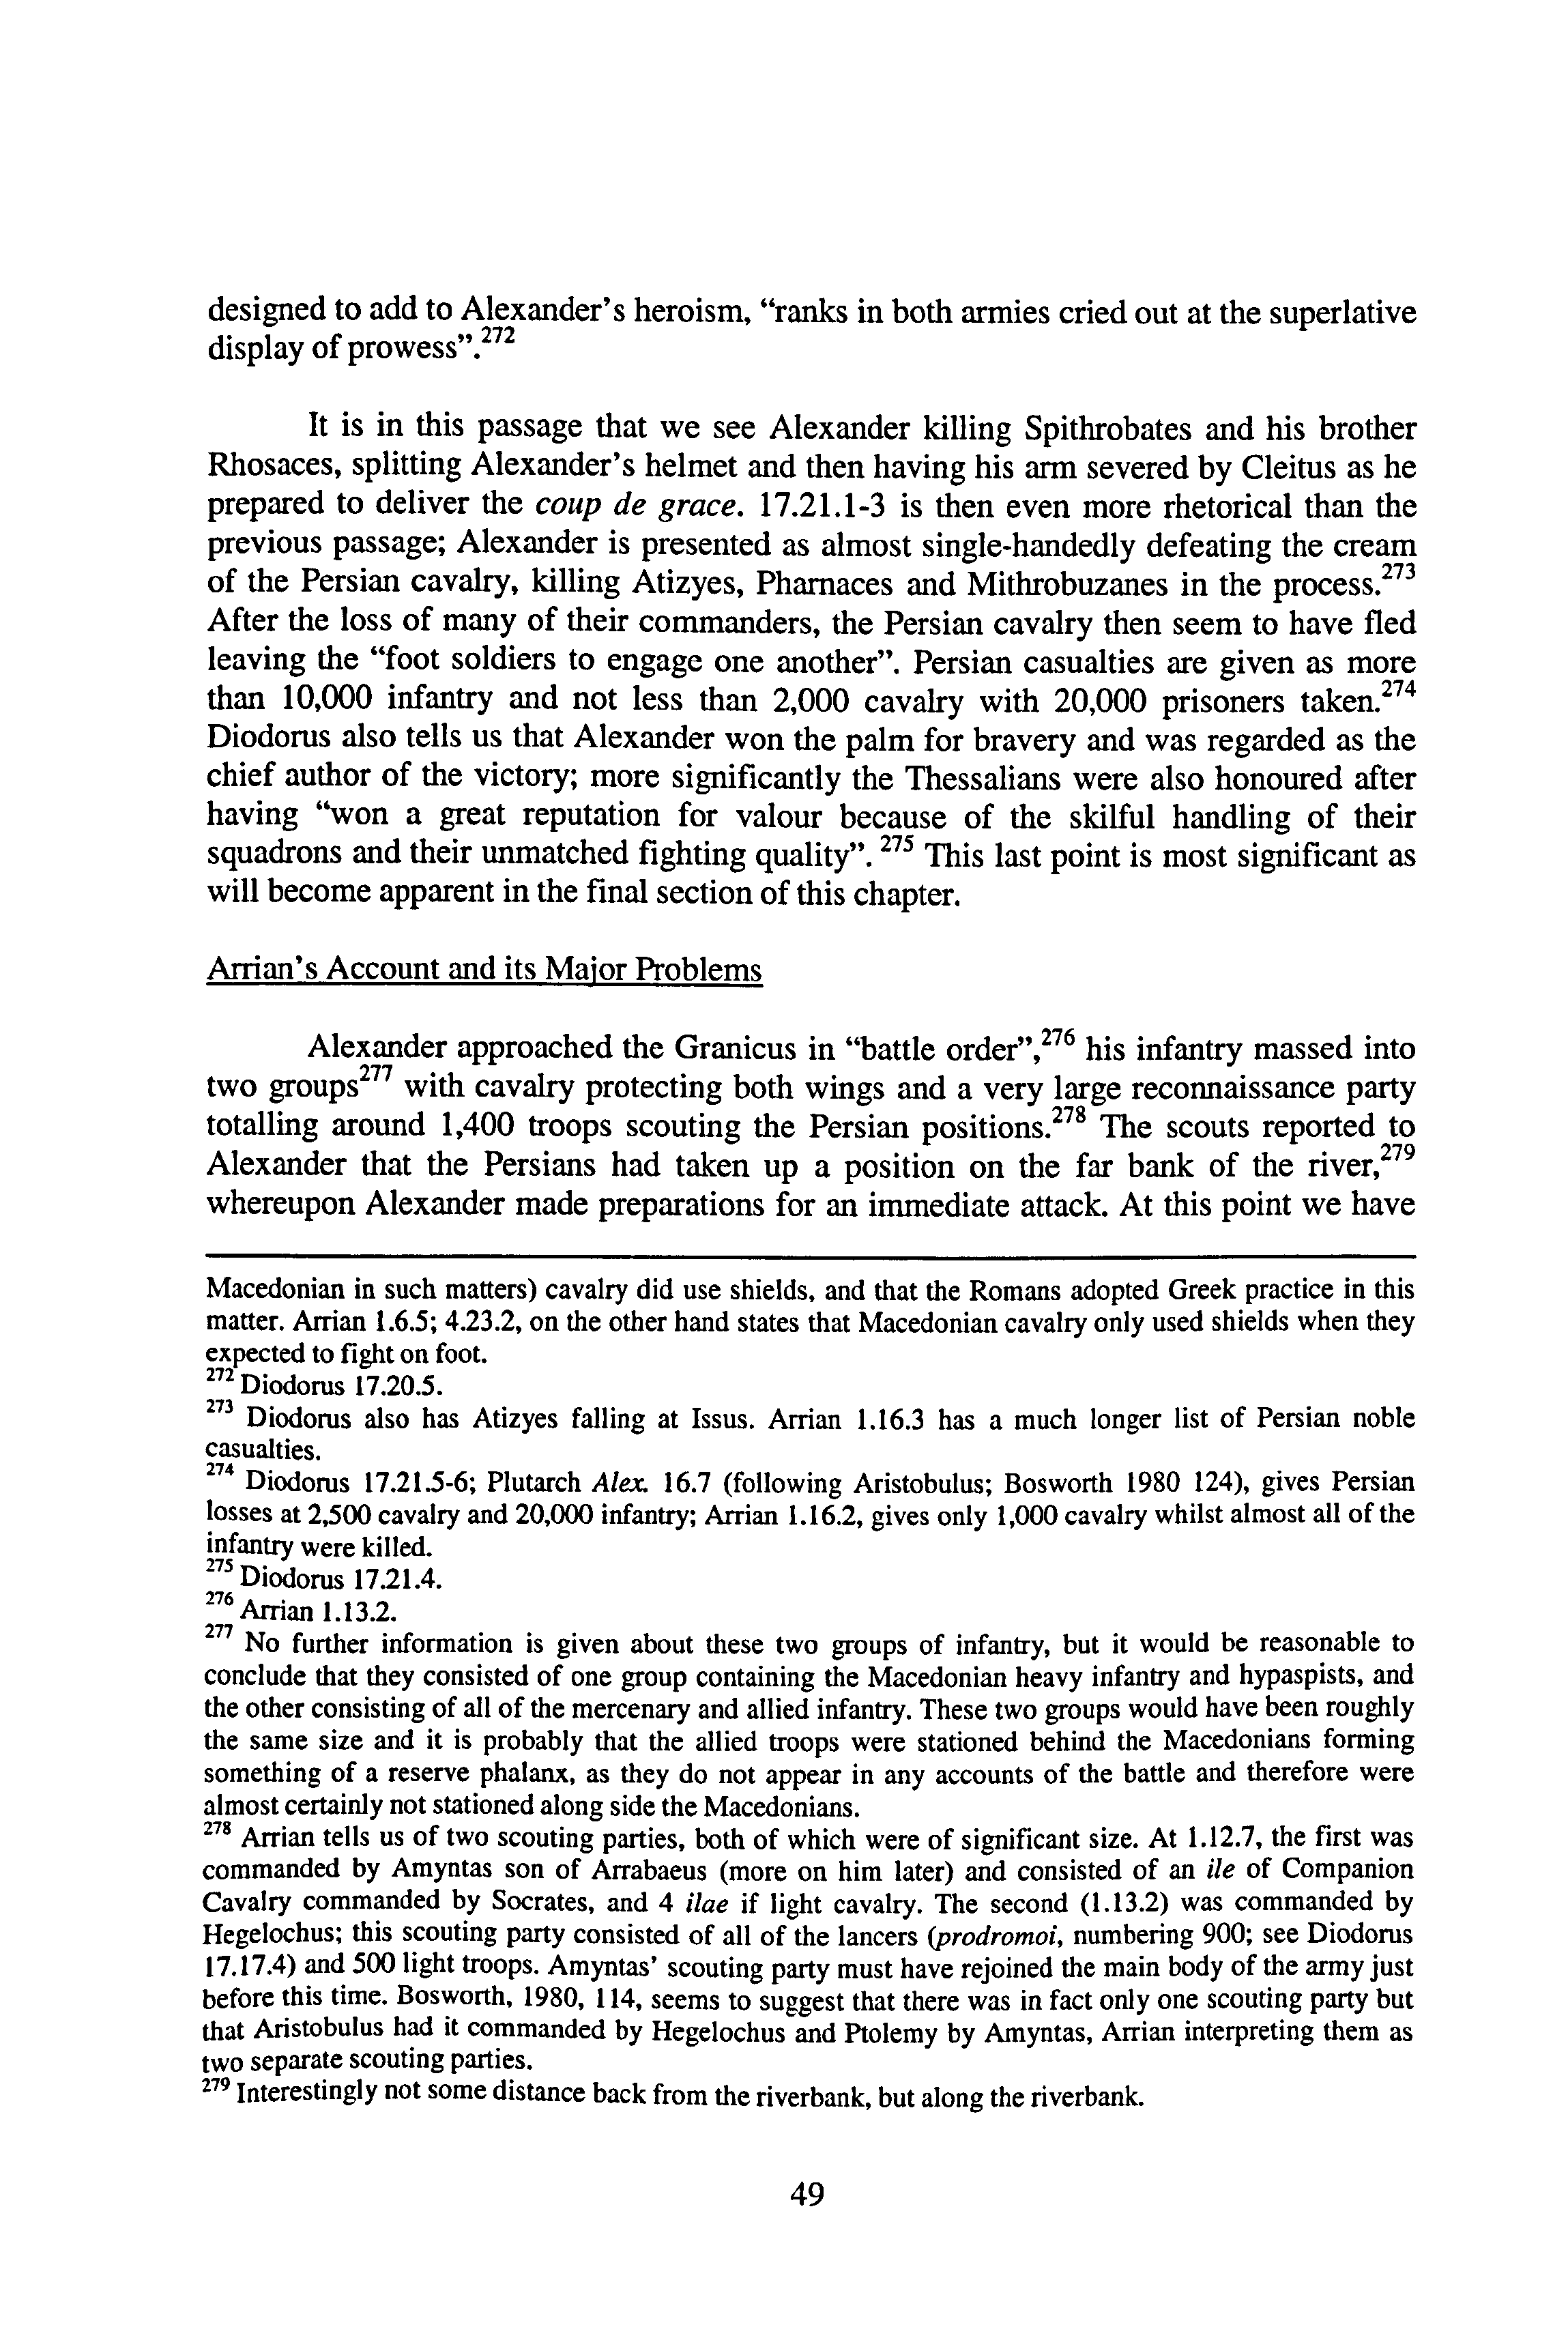 designed to add to Alexander's heroism, “ranks in both armies cried out at the superlative
display of prowess”.272
It is in this passage that we see Alexander killing Spithrobates and his brother
Rhosaces, splitting Alexander's helmet and then having his arm severed by Cleitus as he
prepared to deliver the coup de grace. 17.21.1-3 is then even more rhetorical than the
previous passage; Alexander is presented as almost single-handedly defeating the cream
of the Persian cavalry, killing Atizyes, Pharnaces and Mithrobuzanes in the process.273
After the loss of many of their commanders, the Persian cavalry then seem to have fled
leaving the “foot soldiers to engage one another”. Persian casualties are given as more
than 10,000 infantry and not less than 2,000 cavalry with 20,000 prisoners taken.274
Diodorus also tells us that Alexander won the palm for bravery and was regarded as the
chief author of the victory; more significantly the Thessalians were also honoured after
having “won a great reputation for valour because of the skilful handling of their
squadrons and their unmatched fighting quality”. 275 This last point is most significant as
will become apparent in the final section of this chapter.
Arrian's Account and its Major Problems
Alexander approached the Granicus in “battle order”,276 his infantry massed into
two groups277 with cavalry protecting both wings and a very large reconnaissance party
totalling around 1,400 troops scouting the Persian positions.278 The scouts reported to
Alexander that the Persians had taken up a position on the far bank of the river,279
whereupon Alexander made preparations for an immediate attack. At this point we have
Macedonian in such matters) cavalry did use shields, and that the Romans adopted Greek practice in this
matter. Arrian 1.6.5; 4.23.2, on the other hand states that Macedonian cavalry only used shields when they
expected to fight on foot.
272 Diodorus 17.20.5.
273 Diodorus also has Atizyes falling at Issus. Arrian 1.16.3 has a much longer list of Persian noble
casualties.
274 Diodorus 17.21.5-6; Plutarch Alex. 16.7 (following Aristobulus; Bosworth 1980 124), gives Persian
losses at 2,500 cavalry and 20,000 infantry; Arrian 1.16.2, gives only 1,000 cavalry whilst almost all of the
infantry were killed.
275 Diodorus 17.21.4.
276 Arrian 1.13.2.
277 No further information is given about these two groups of infantry, but it would be reasonable to
conclude that they consisted of one group containing the Macedonian heavy infantry and hypaspists, and
the other consisting of all of the mercenary and allied infantry. These two groups would have been roughly
the same size and it is probably that the allied troops were stationed behind the Macedonians forming
something of a reserve phalanx, as they do not appear in any accounts of the battle and therefore were
almost certainly not stationed along side the Macedonians.
278 Arrian tells us of two scouting parties, both of which were of significant size. At 1.12.7, the first was
commanded by Amyntas son of Arrabaeus (more on him later) and consisted of an ile of Companion
Cavalry commanded by Socrates, and 4 ilae if light cavalry. The second (1.13.2) was commanded by
Hegelochus; this scouting party consisted of all of the lancers (prodromoi, numbering 900; see Diodorus
17.17.4) and 500 light troops. Amyntas' scouting party must have rejoined the main body of the army just
before this time. Bosworth, 1980, 114, seems to suggest that there was in fact only one scouting party but
that Aristobulus had it commanded by Hegelochus and Ptolemy by Amyntas, Arrian interpreting them as
two separate scouting parties.
279 Interestingly not some distance back from the riverbank, but along the riverbank.
49